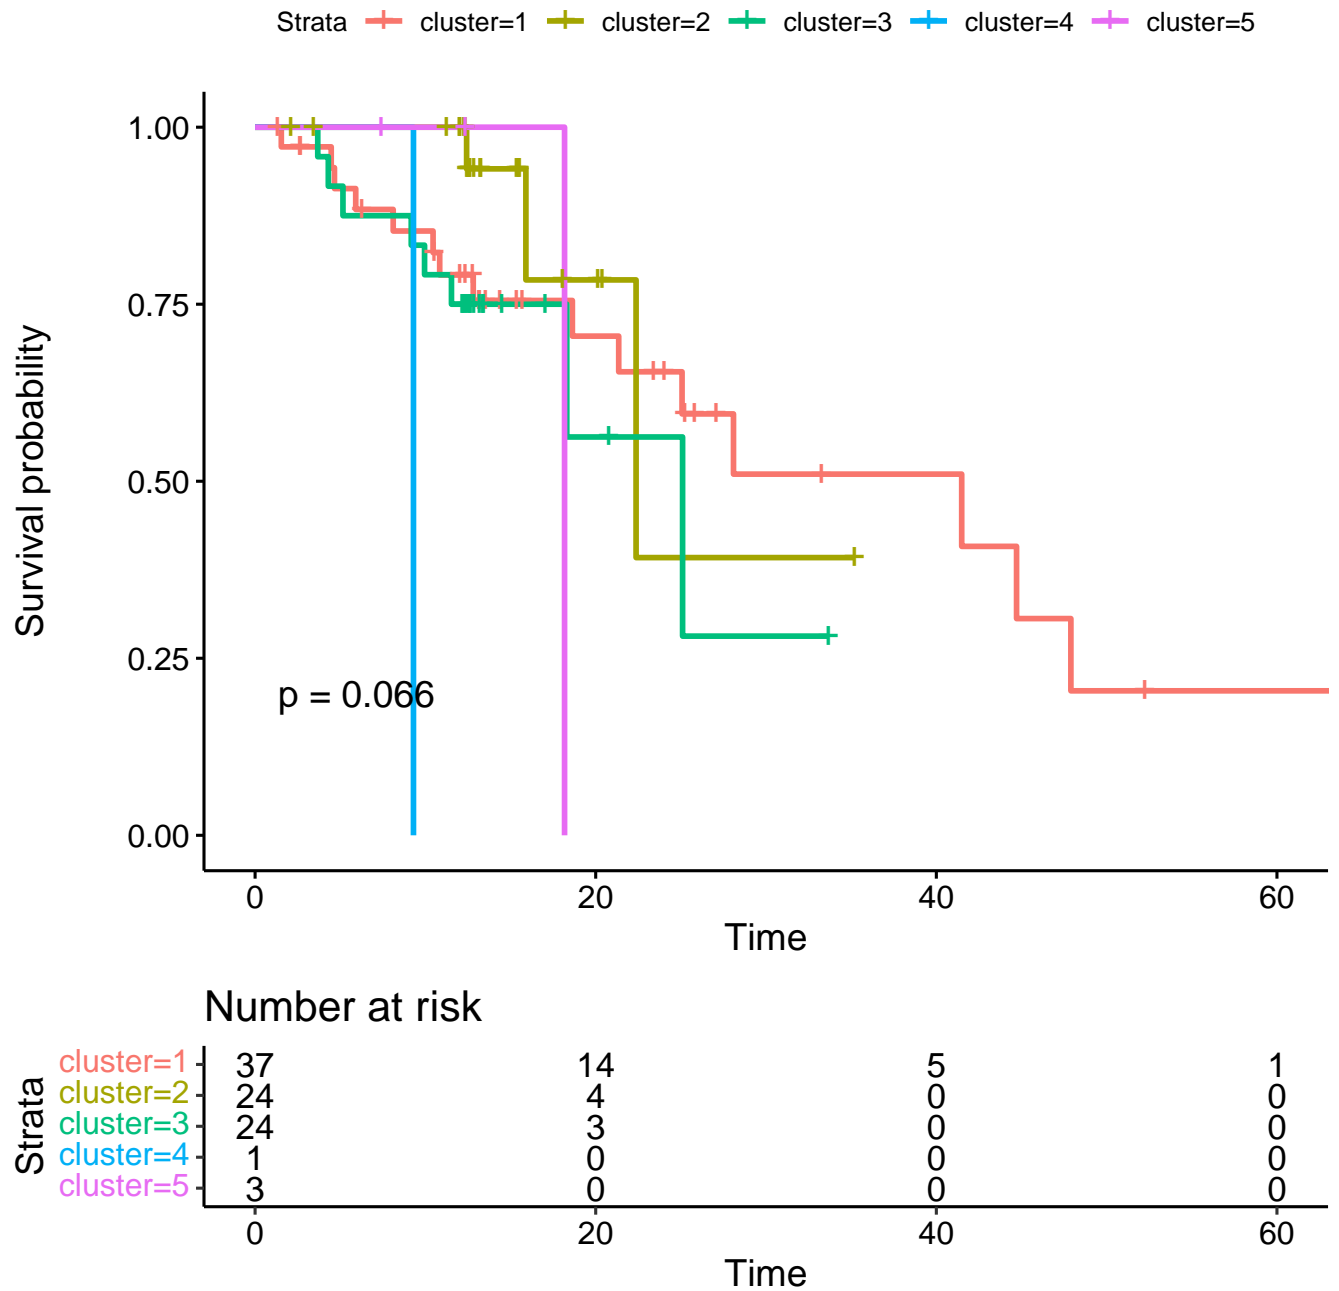 Strata cluster=1 cluster=2 cluster=3 cluster=4 cluster=5
1.00
0.75
0.50
0.25
0.00
Survival probability
p = 0.066
0 20 40 60
Time
Number at risk
Strata
cluster=1 37 14 5 1
cluster=2 24 4 0 0
cluster=3 24 3 0 0
cluster=4 1 0 0 0
cluster=5 3 0 0 0
0 20 40 60
Time